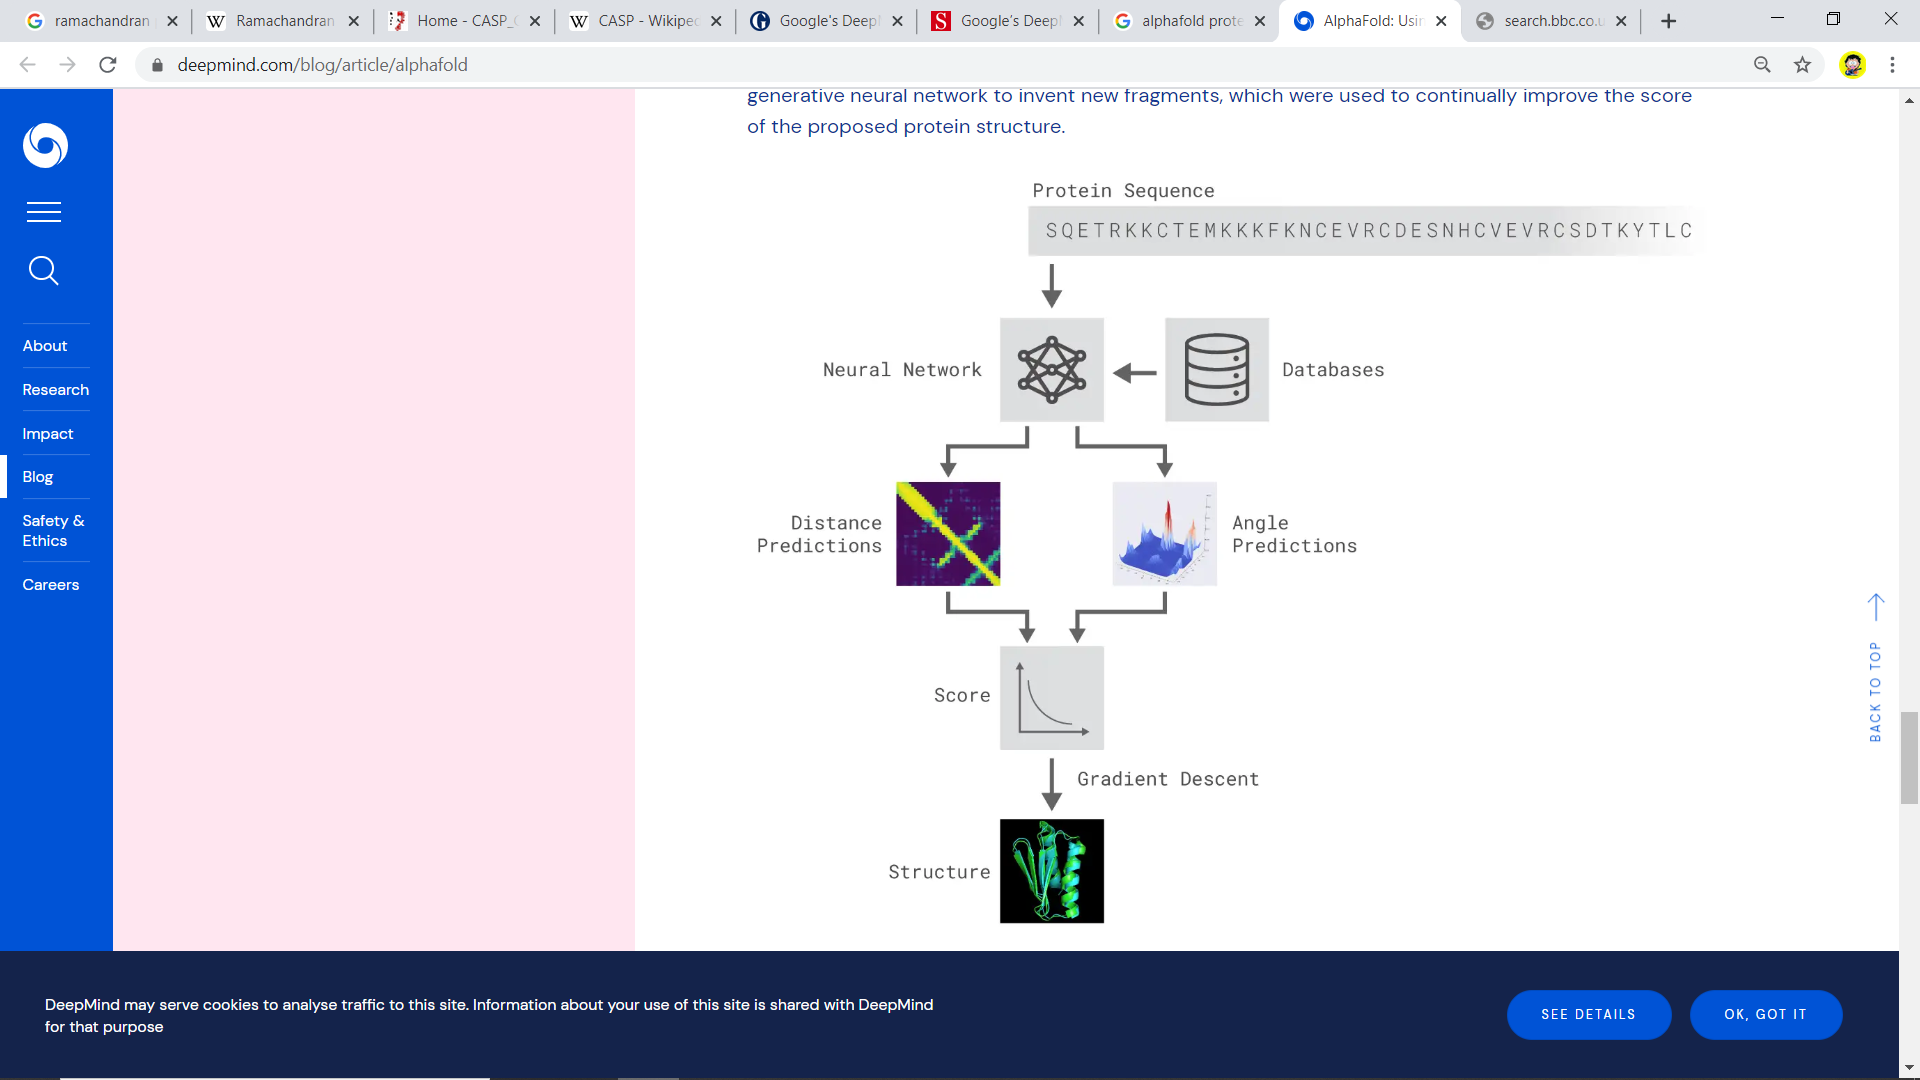 ramachandran
Ramachandran
Home - CASP_C
CASP - Wikiped
Google's DeepM
Google's DeepM
alphafold prote
AlphaFold: Usin
search.bbc.co.u
deepmind.com/blog/article/alphafold
generative neural network to invent new fragments, which were used to continually improve the score
of the proposed protein structure.
Protein Sequence
SQETRKKCTEMKKKFKNCEVRCDESNHCVEVRCSDTKYTLC
Neural Network
Databases
Distance
Predictions
Angle
Predictions
Score
Gradient Descent
Structure
About
Research
Impact
Blog
Safety &
Ethics
Careers
BACK TO TOP
DeepMind may serve cookies to analyse traffic to this site. Information about your use of this site is shared with DeepMind
for that purpose
SEE DETAILS
OK, GOT IT